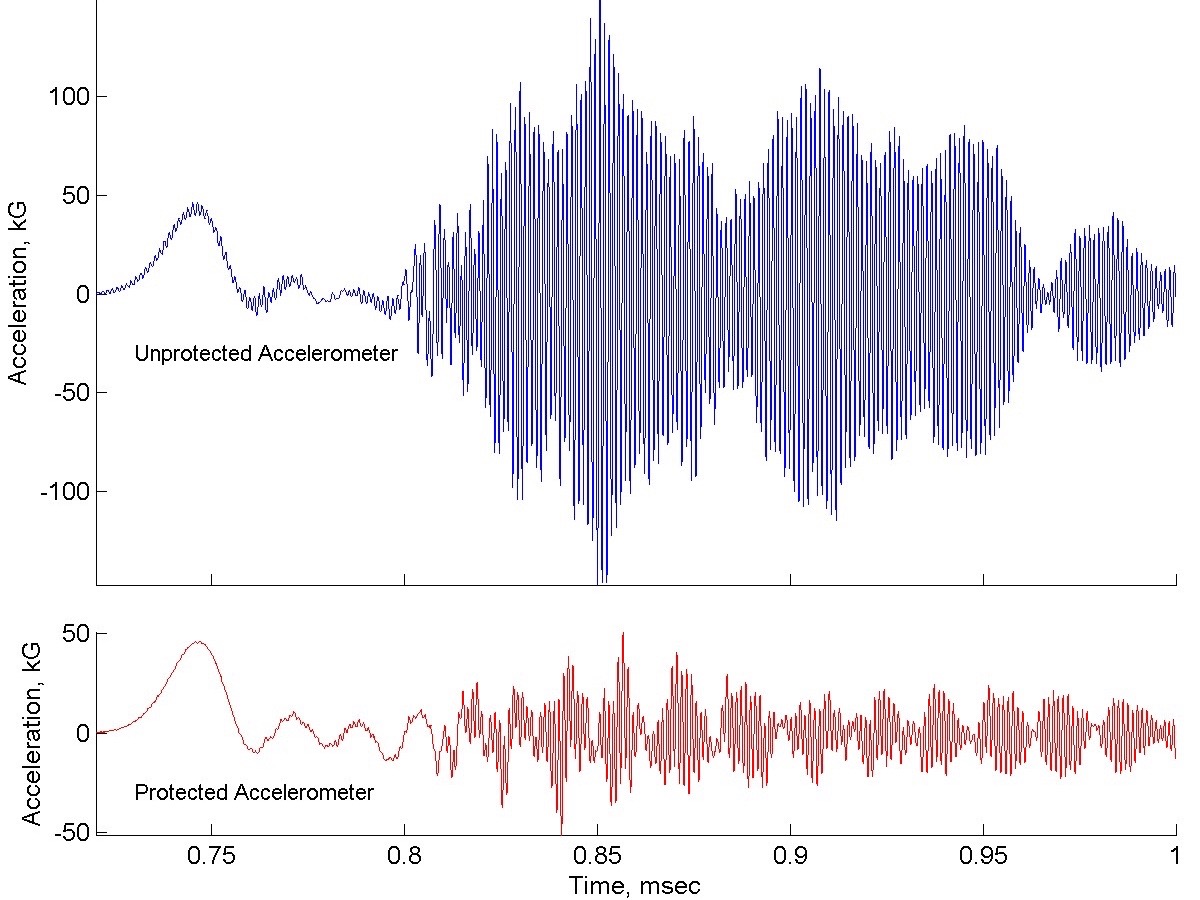 100
50
0
-50
-100
Acceleration, kG
Unprotected Accelerometer
50
0
-50
Acceleration, kG
Protected Accelerometer
0.75 0.8 0.85 0.9 0.95 1
Time, msec